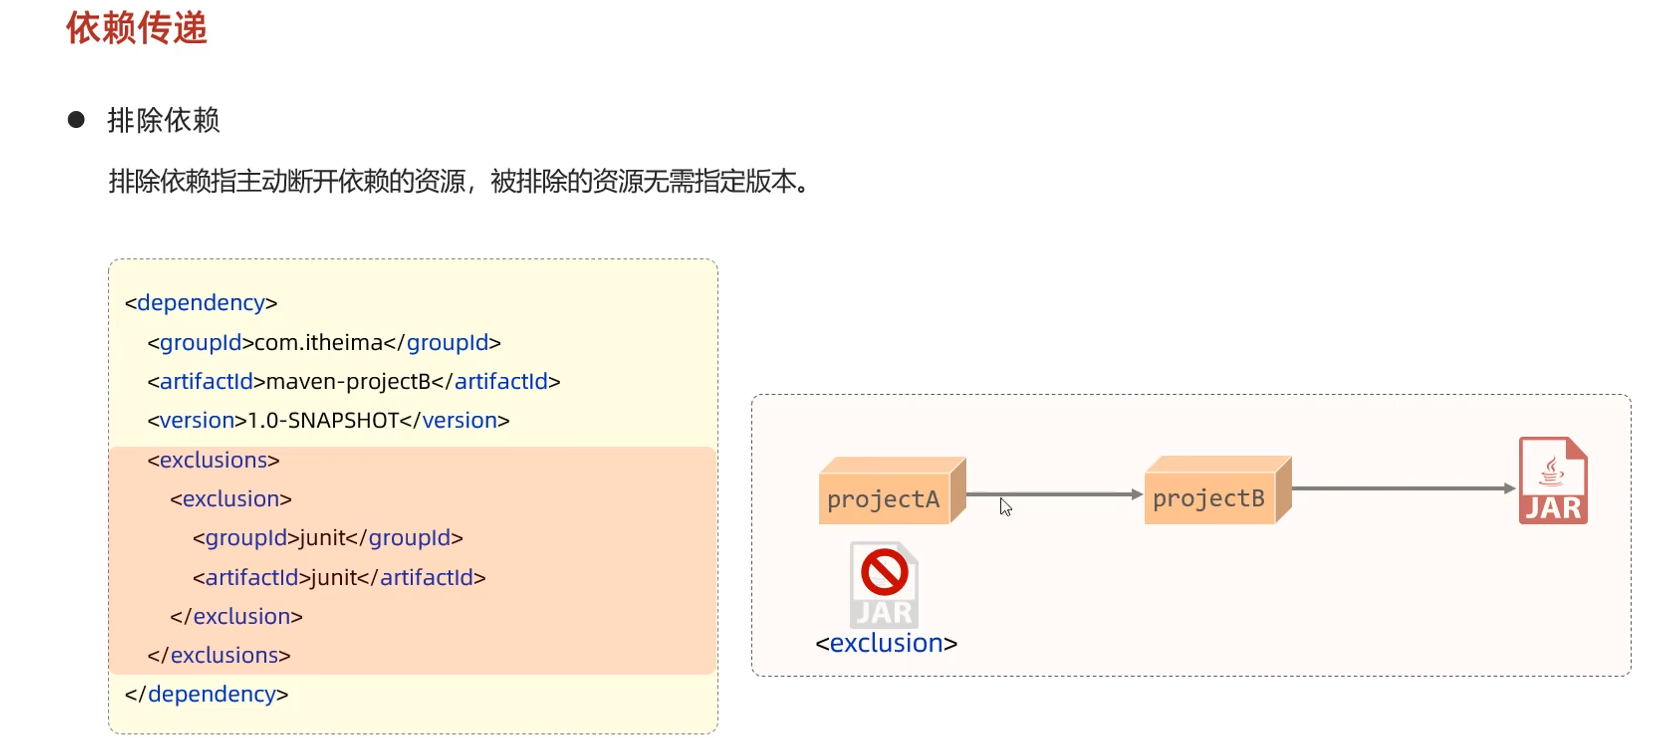 依赖传递
排除依赖
排除依赖指主动断开依赖的资源，被排除的资源无需指定版本。
<dependency>
<groupId>com.itheima</groupId>
<artifactId>maven-projectB</artifactId>
<version>1.0-SNAPSHOT</version>
<exclusions>
<exclusion>
<groupId>junit</groupId>
<artifactId>junit</artifactId>
</exclusion>
</exclusions>
</dependency>
projectA
projectB
JAR
JAR
<exclusion>